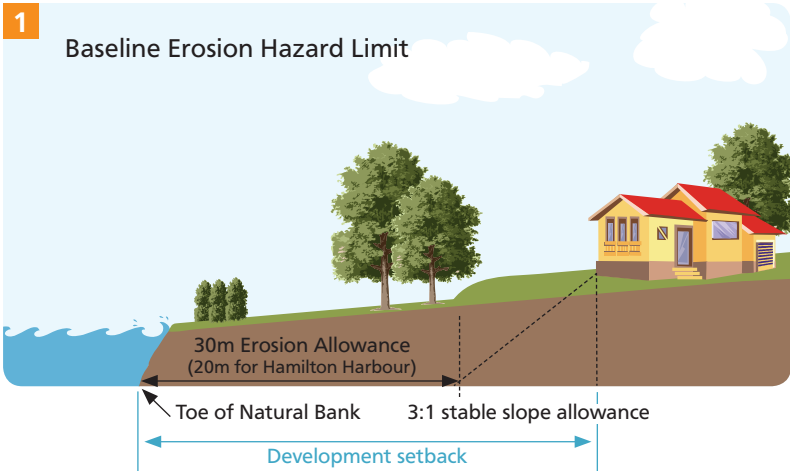 1
Baseline Erosion Hazard Limit
30m Erosion Allowance
(20m for Hamilton Harbour)
Toe of Natural Bank
3:1 stable slope allowance
Development setback